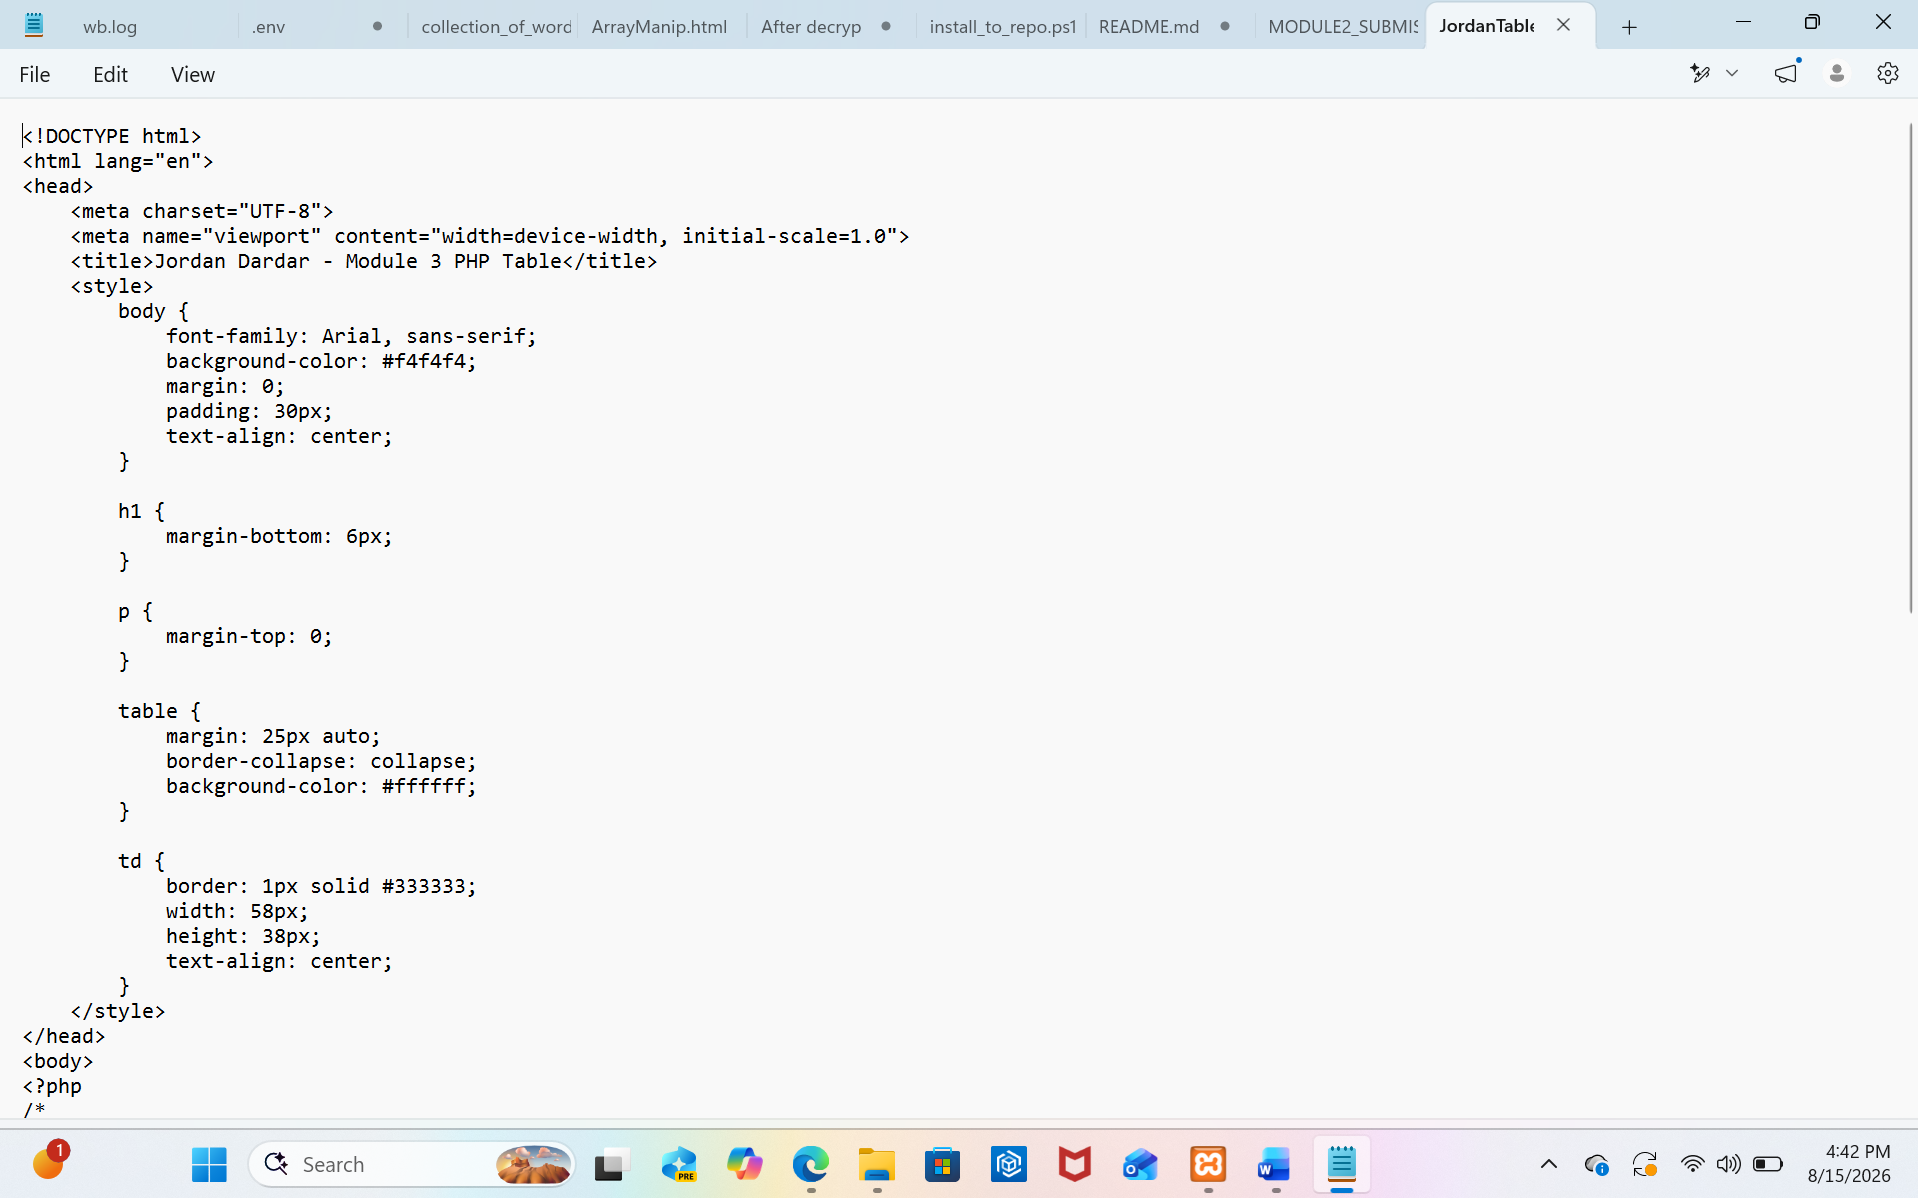 wb.log .env collection_of_word ArrayManip.html After decryp install_to_repo.ps1 README.md MODULE2_SUBMIS JordanTable
File Edit View
<!DOCTYPE html>
<html lang="en">
<head>
    <meta charset="UTF-8">
    <meta name="viewport" content="width=device-width, initial-scale=1.0">
    <title>Jordan Dardar - Module 3 PHP Table</title>
    <style>
        body {
            font-family: Arial, sans-serif;
            background-color: #f4f4f4;
            margin: 0;
            padding: 30px;
            text-align: center;
        }

        h1 {
            margin-bottom: 6px;
        }

        p {
            margin-top: 0;
        }

        table {
            margin: 25px auto;
            border-collapse: collapse;
            background-color: #ffffff;
        }

        td {
            border: 1px solid #333333;
            width: 58px;
            height: 38px;
            text-align: center;
        }
    </style>
</head>
<body>
<?php
/*
1
Search
PRE
4:42 PM
8/15/2026